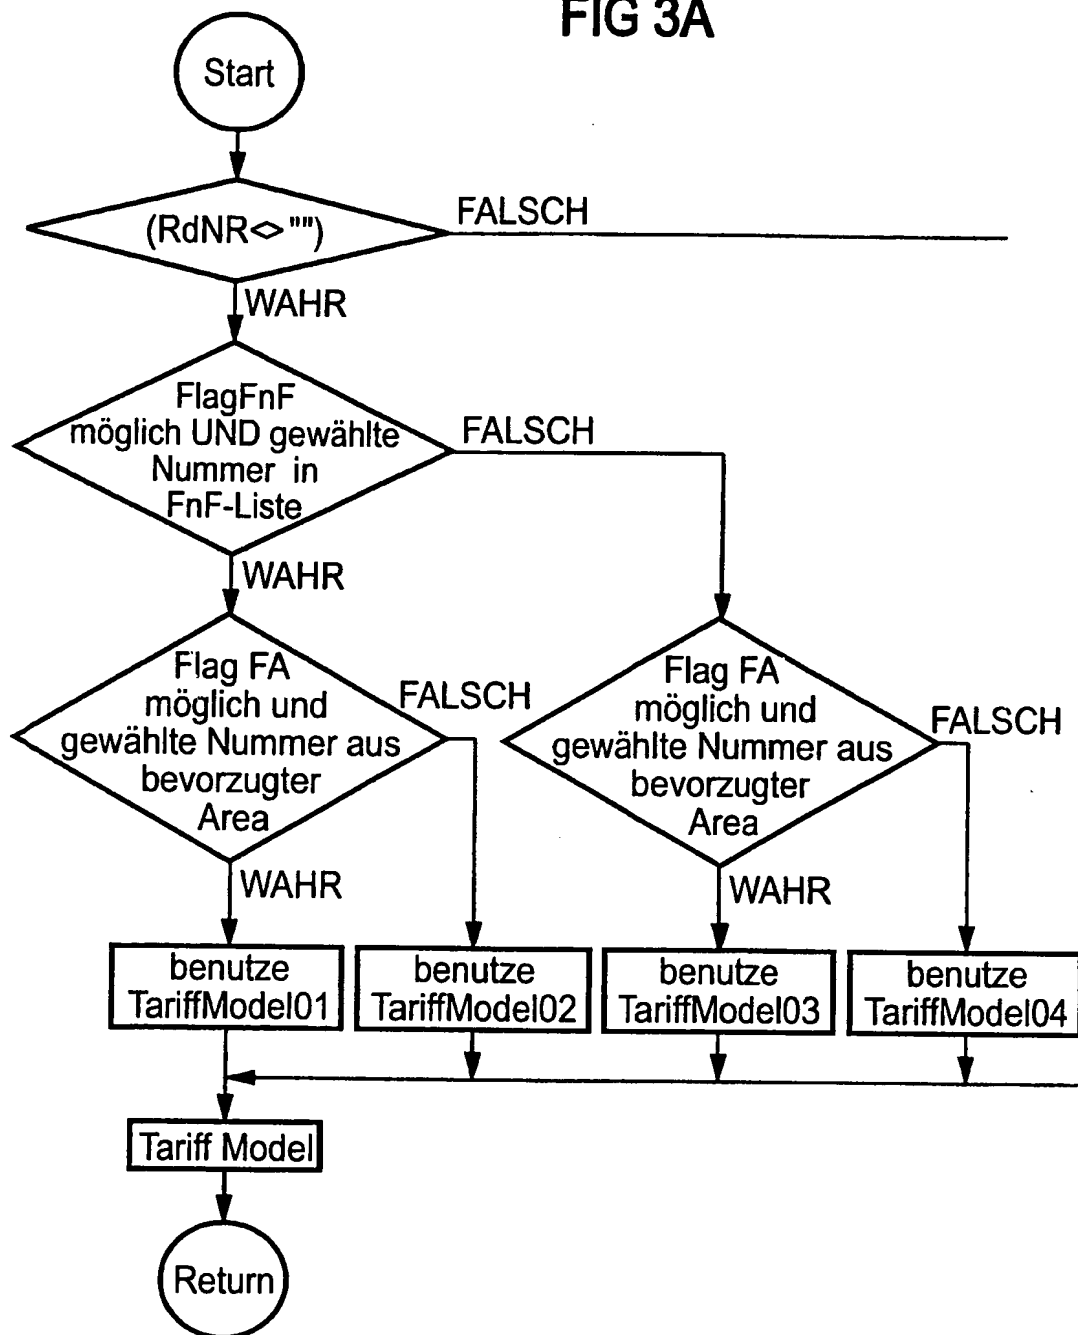 FIG 3A
Start
(RdNR<>"")
FALSCH
WAHR
FlagFnF
möglich UND gewählte
Nummer in
FnF-Liste
FALSCH
WAHR
Flag FA
möglich und
gewählte Nummer aus
bevorzugter
Area
FALSCH
Flag FA
möglich und
gewählte Nummer aus
bevorzugter
Area
FALSCH
WAHR
WAHR
benutze
TariffModel01
benutze
TariffModel02
benutze
TariffModel03
benutze
TariffModel04
Tariff Model
Return